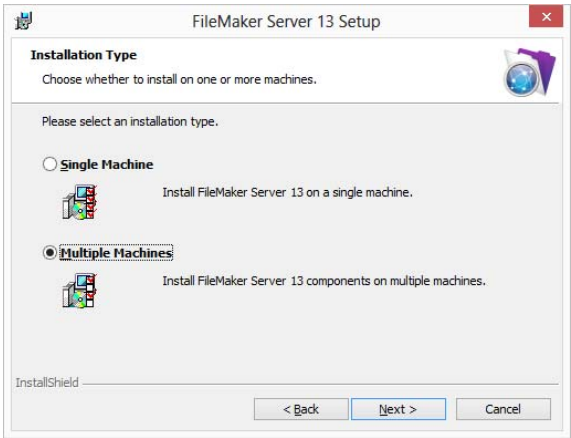 FileMaker Server 13 Setup
Installation Type
Choose whether to install on one or more machines.
Please select an installation type.
Single Machine
Install FileMaker Server 13 on a single machine.
Multiple Machines
Install FileMaker Server 13 components on multiple machines.
InstallShield
< Back Next > Cancel